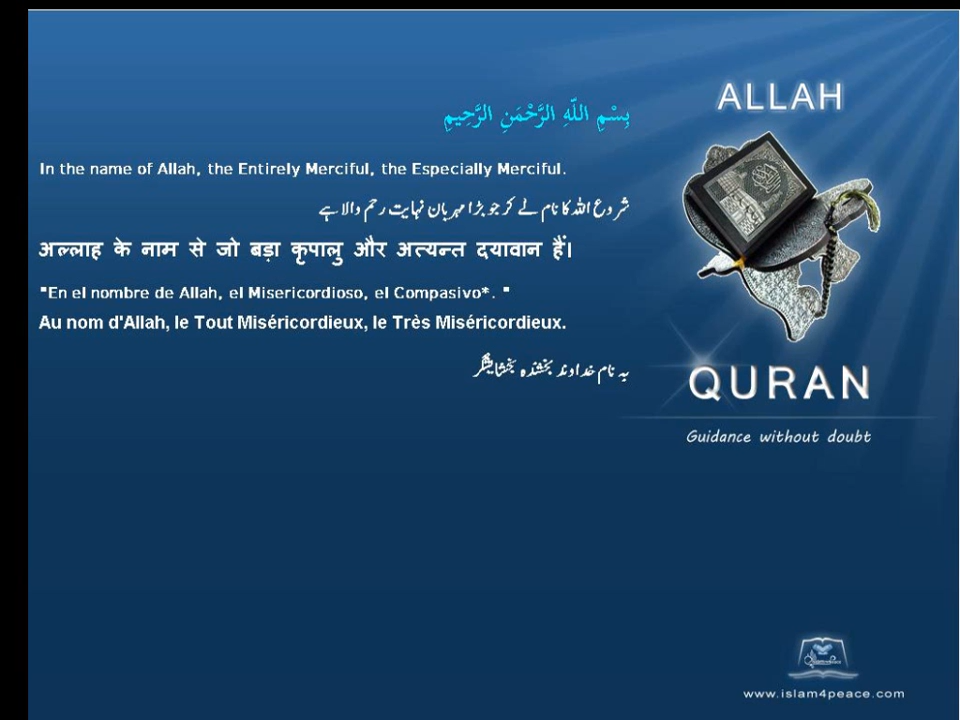 بِسْمِ اللّهِ الرَّحْمَنِ الرَّحِيمِ
In the name of Allah, the Entirely Merciful, the Especially Merciful.
شروع الله کا نام لے کر جو بڑا مہربان نہایت رحم والا ہے
अल्लाह के नाम से जो बड़ा कृपालु और अत्यन्त दयावान हैं।
"En el nombre de Allah, el Misericordioso, el Compasivo*. "
Au nom d'Allah, le Tout Miséricordieux, le Très Miséricordieux.
به نام خداوند بخشنده بخشایشگر
ALLAH
QURAN
Guidance without doubt
www.islam4peace.com